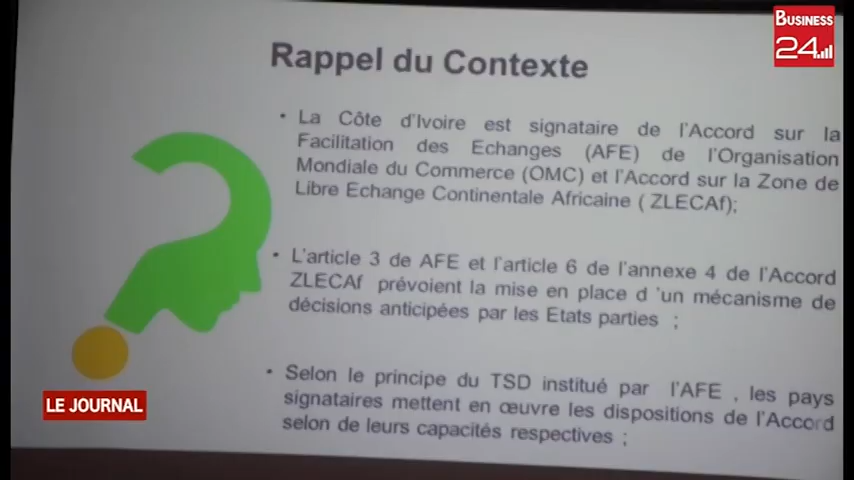 BUSINESS
24
Rappel du Contexte
• La Côte d'Ivoire est signataire de l'Accord sur la
Facilitation des Echanges (AFE) de l'Organisation
Mondiale du Commerce (OMC) et l'Accord sur la Zone de
Libre Echange Continentale Africaine ( ZLECAf);
• L'article 3 de AFE et l'article 6 de l'annexe 4 de l'Accord
ZLECAf prévoient la mise en place d 'un mécanisme de
décisions anticipées par les Etats parties ;
• Selon le principe du TSD institué par l'AFE , les pays
signataires mettent en œuvre les dispositions de l'Accord
selon de leurs capacités respectives ;
LE JOURNAL